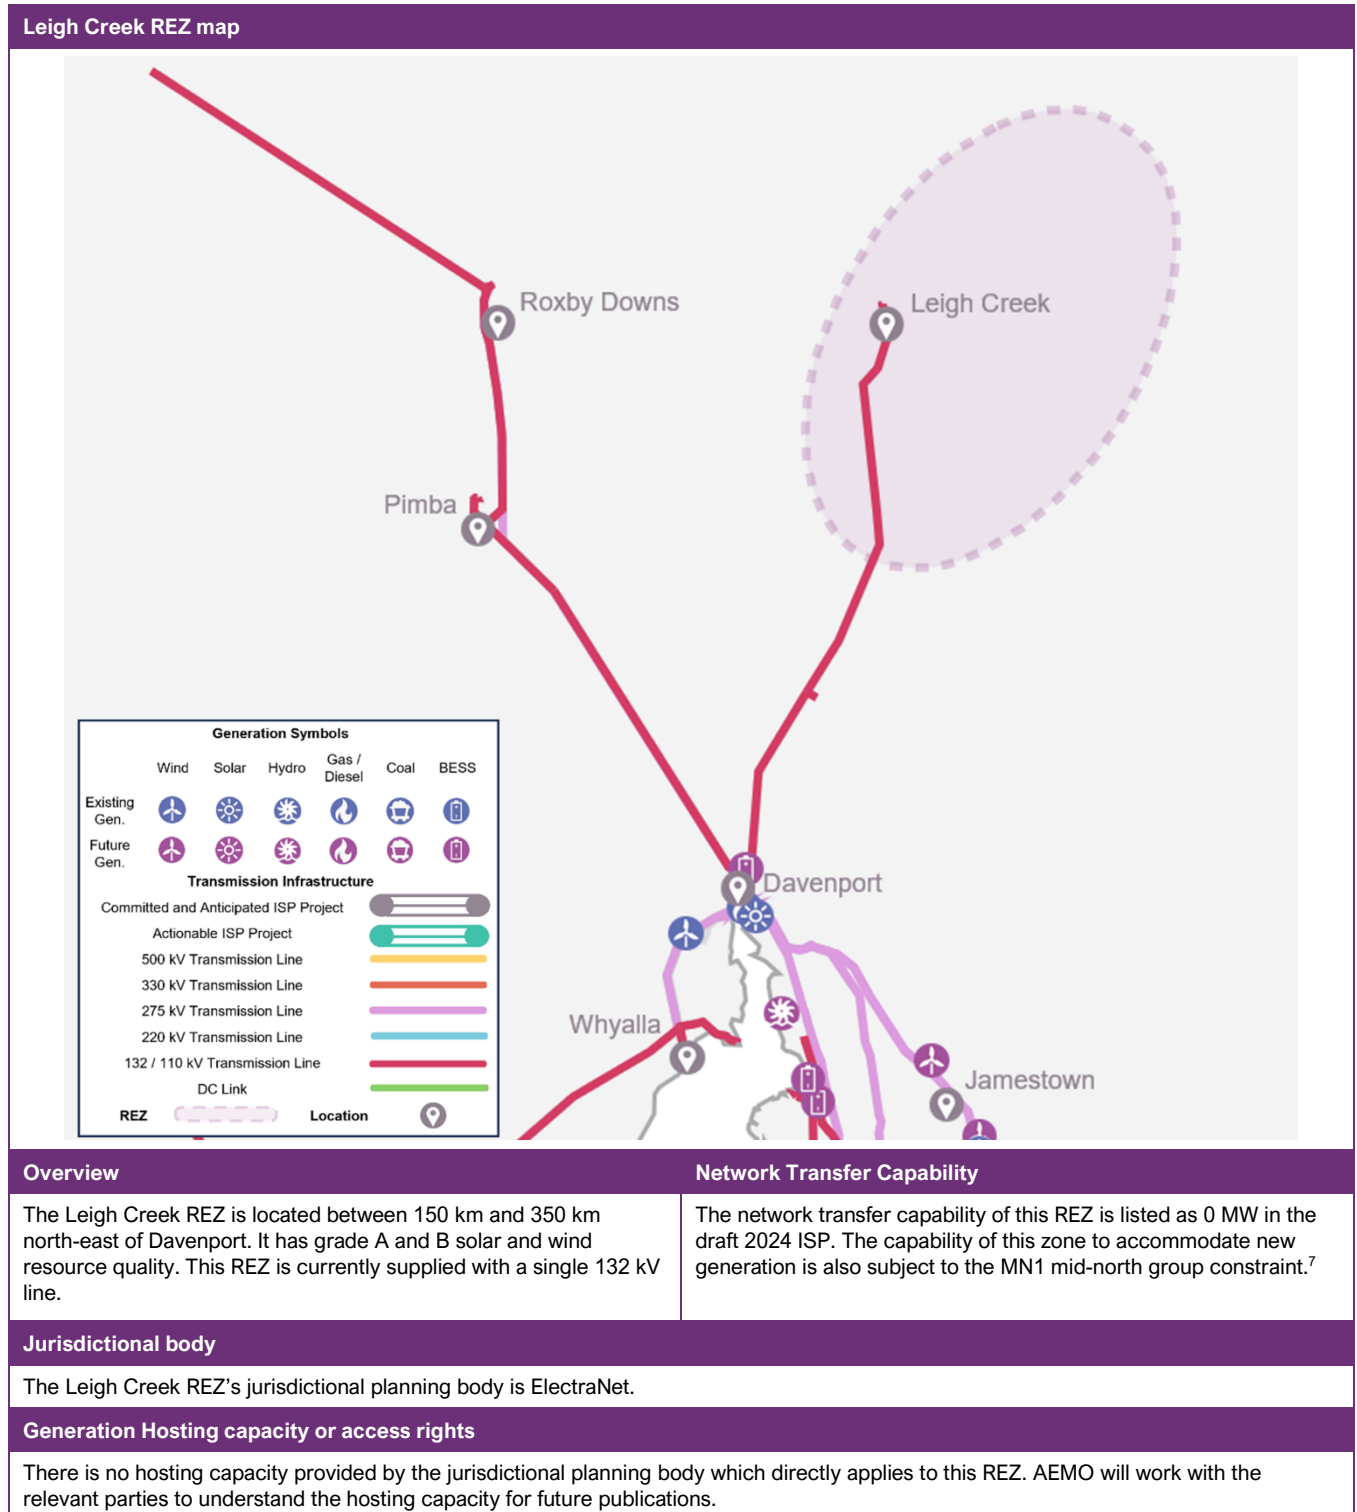 Leigh Creek REZ map
Roxby Downs
Leigh Creek
Pimba
Davenport
Whyalla
Jamestown
Generation Symbols
Wind Solar Hydro Gas / Diesel Coal BESS
Existing Gen.
Future Gen.
Transmission Infrastructure
Committed and Anticipated ISP Project
Actionable ISP Project
500 kV Transmission Line
330 kV Transmission Line
275 kV Transmission Line
220 kV Transmission Line
132 / 110 kV Transmission Line
DC Link
REZ Location
Overview
The Leigh Creek REZ is located between 150 km and 350 km
north-east of Davenport. It has grade A and B solar and wind
resource quality. This REZ is currently supplied with a single 132 kV
line.
Network Transfer Capability
The network transfer capability of this REZ is listed as 0 MW in the
draft 2024 ISP. The capability of this zone to accommodate new
generation is also subject to the MN1 mid-north group constraint.⁷
Jurisdictional body
The Leigh Creek REZ’s jurisdictional planning body is ElectraNet.
Generation Hosting capacity or access rights
There is no hosting capacity provided by the jurisdictional planning body which directly applies to this REZ. AEMO will work with the
relevant parties to understand the hosting capacity for future publications.